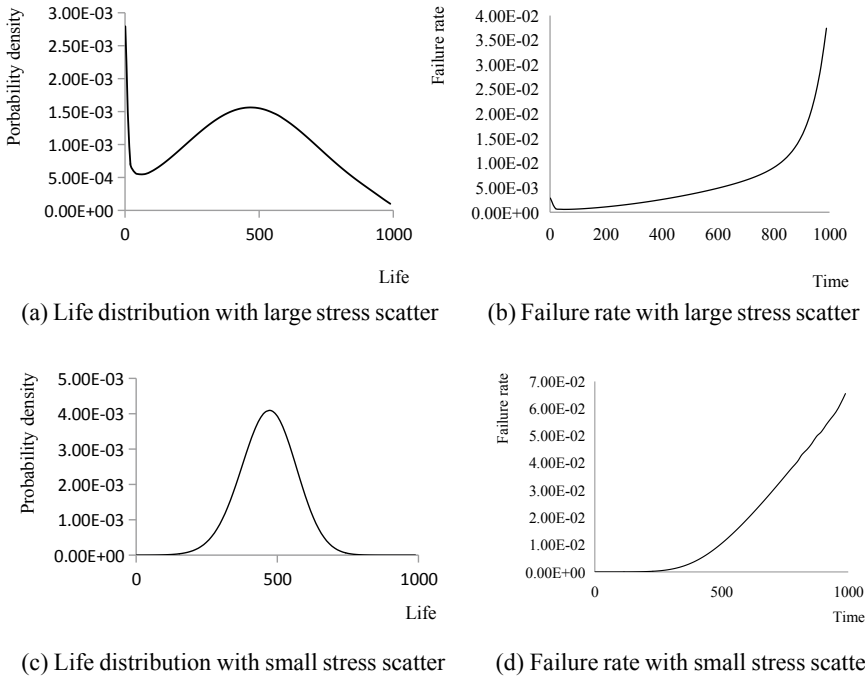 Porbability density
3.00E-03
2.50E-03
2.00E-03
1.50E-03
1.00E-03
5.00E-04
0.00E+00
0
500
1000
Life
(a) Life distribution with large stress scatter
Failure rate
4.00E-02
3.50E-02
4.00E-02
2.50E-02
2.00E-02
1.50E-02
1.00E-02
5.00E-03
0.00E+00
0
200
400
600
800
1000
Time
(b) Failure rate with large stress scatter
Probability density
5.00E-03
4.00E-03
3.00E-03
2.00E-03
1.00E-03
0.00E+00
0
500
1000
Life
(c) Life distribution with small stress scatter
Failure rate
7.00E-02
6.00E-02
5.00E-02
4.00E-02
3.00E-02
2.00E-02
1.00E-02
0.00E+00
0
500
1000
Time
(d) Failure rate with small stress scatte